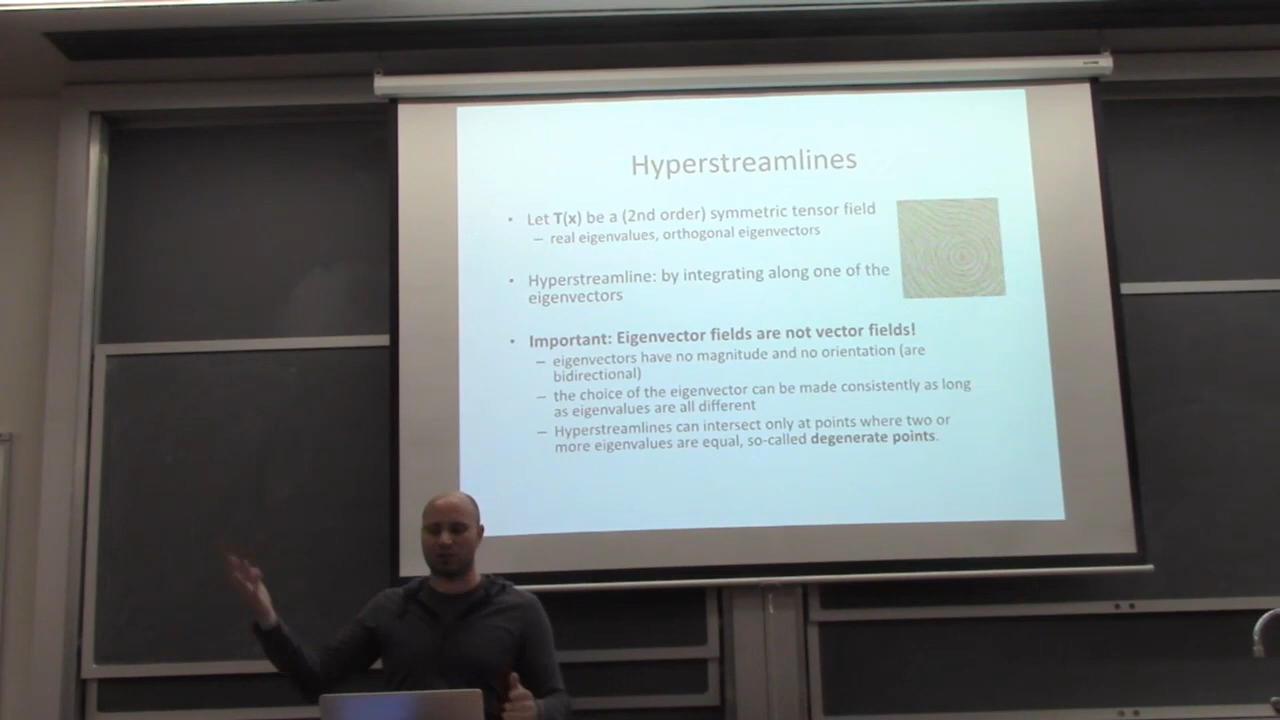 Hyperstreamlines
• Let T(x) be a (2nd order) symmetric tensor field
– real eigenvalues, orthogonal eigenvectors
• Hyperstreamline: by integrating along one of the
eigenvectors
• Important: Eigenvector fields are not vector fields!
– eigenvectors have no magnitude and no orientation (are
bidirectional)
– the choice of the eigenvector can be made consistently as long
as eigenvalues are all different
– Hyperstreamlines can intersect only at points where two or
more eigenvalues are equal, so-called degenerate points.